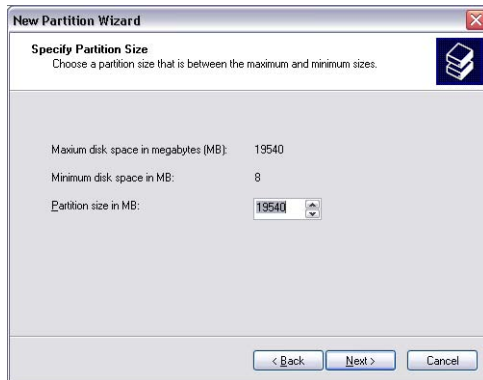 New Partition Wizard
Specify Partition Size
Choose a partition size that is between the maximum and minimum sizes.
Maxium disk space in megabytes (MB): 19540
Minimum disk space in MB: 8
Partition size in MB: 19540
< Back Next > Cancel